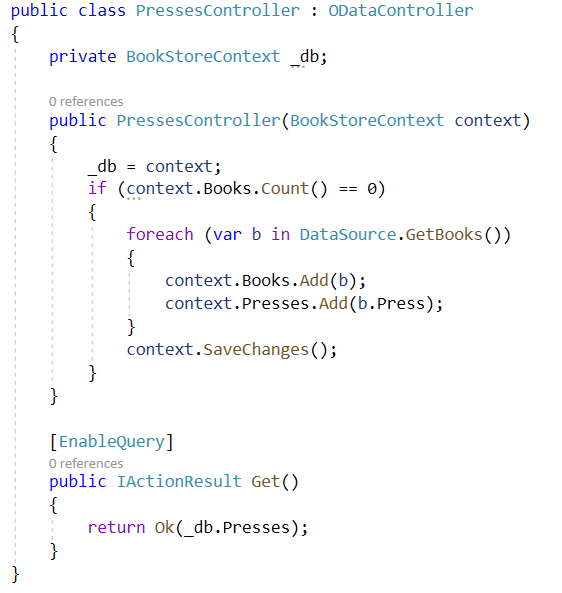 public class PressesController : ODataController
{
private BookStoreContext _db;
0 references
public PressesController(BookStoreContext context)
{
_db = context;
if (context.Books.Count() == 0)
{
foreach (var b in DataSource.GetBooks())
{
context.Books.Add(b);
context.Presses.Add(b.Press);
}
context.SaveChanges();
}
}
[EnableQuery]
0 references
public IActionResult Get()
{
return Ok(_db.Presses);
}
}